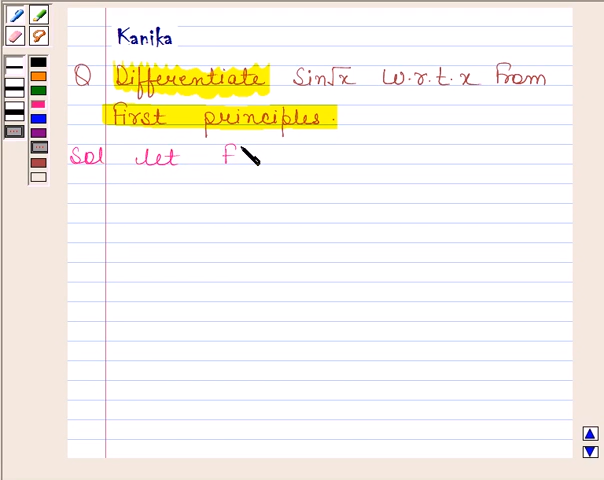 Kanika
Q Differentiate Sin√x w.r.t.x From
First principles.
Sol let f